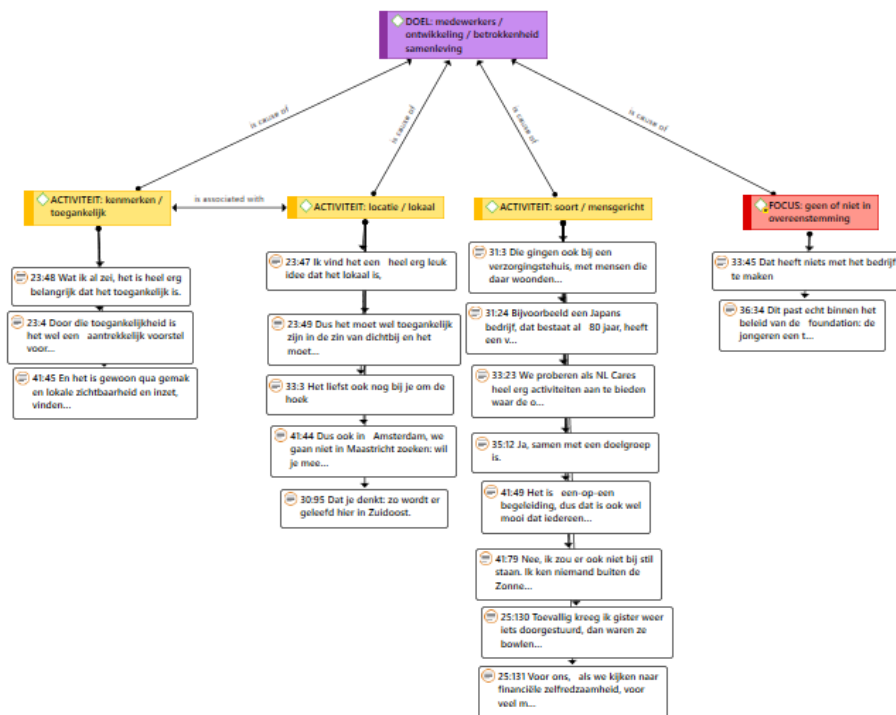 DOEL: medewerkers /
ontwikkeling / betrokkenheid
samenleving
is cause of
is cause of
is cause of
is cause of
ACTIVITEIT: kenmerken /
toegankelijk
is associated with
ACTIVITEIT: locatie / lokaal
ACTIVITEIT: soort / mensgericht
FOCUS: geen of niet in
overeenstemming
23:48 Wat ik al zei, het is heel erg
belangrijk dat het toegankelijk is.
23:4 Door die toegankelijkheid is
het wel een aantrekkelijk voorstel
voor...
41:45 En het is gewoon qua gemak
en lokale zichtbaarheid en inzet,
vinden...
23:47 Ik vind het een heel erg leuk
idee dat het lokaal is,
23:49 Dus het moet wel toegankelijk
zijn in de zin van dichtbij en het
moet...
33:3 Het liefst ook nog bij je om de
hoek
41:44 Dus ook in Amsterdam, we
gaan niet in Maastricht zoeken: wil
je mee...
30:95 Dat je denkt: zo wordt er
geleefd hier in Zuidoost.
31:3 Die gingen ook bij een
verzorgingstehuis, met mensen die
daar woonden...
31:24 Bijvoorbeeld een Japans
bedrijf, dat bestaat al 80 jaar, heeft
een v...
33:23 We proberen als NL Cares
heel erg activiteiten aan te bieden
waar de o...
35:12 Ja, samen met een doelgroep
is.
41:49 Het is een-op-een
begeleiding, dus dat is ook wel
mooi dat iedereen...
41:79 Nee, ik zou er ook niet bij stil
staan. Ik ken niemand buiten de
Zonne...
25:130 Toevallig kreeg ik gister weer
iets doorgestuurd, dan waren ze
bowlen...
25:131 Voor ons, als we kijken naar
financiële zelfredzaamheid, voor
veel m...
33:45 Dat heeft niets met het bedrijf
te maken
36:34 Dit past echt binnen het
beleid van de foundation: de
jongeren een t...